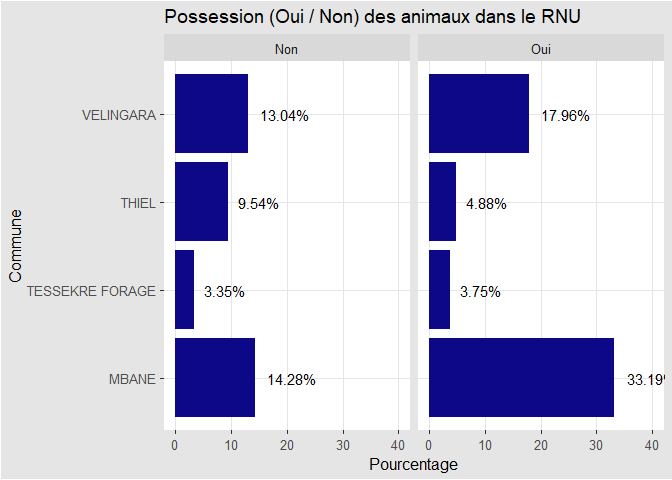 Possession (Oui / Non) des animaux dans le RNU
Non
Oui
Commune
VELINGARA
13.04%
17.96%
THIEL
9.54%
4.88%
TESSEKRE FORAGE
3.35%
3.75%
MBANE
14.28%
33.19%
0 10 20 30 40
0 10 20 30 40
Pourcentage